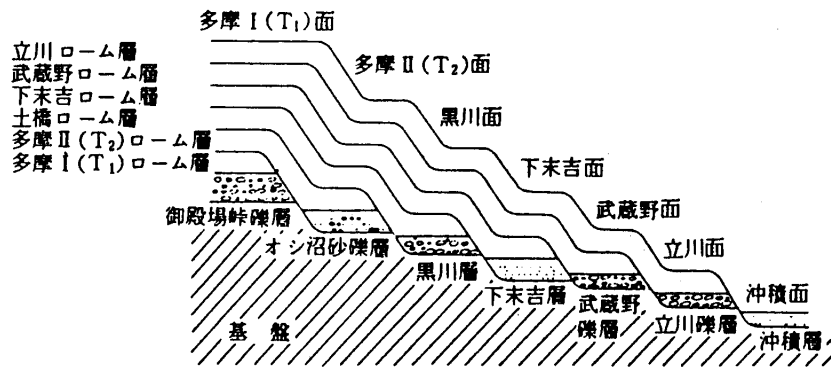 多摩Ⅰ(T₁)面
多摩Ⅱ(T₂)面
黒川面
下末吉面
武蔵野面
立川面
沖積面
立川ローム層
武蔵野ローム層
下末吉ローム層
土橋ローム層
多摩Ⅱ(T₂)ローム層
多摩Ⅰ(T₁)ローム層
御殿場峠礫層
オシ沼砂礫層
黒川層
下末吉層
武蔵野
礫層
立川礫層
沖積層
基盤